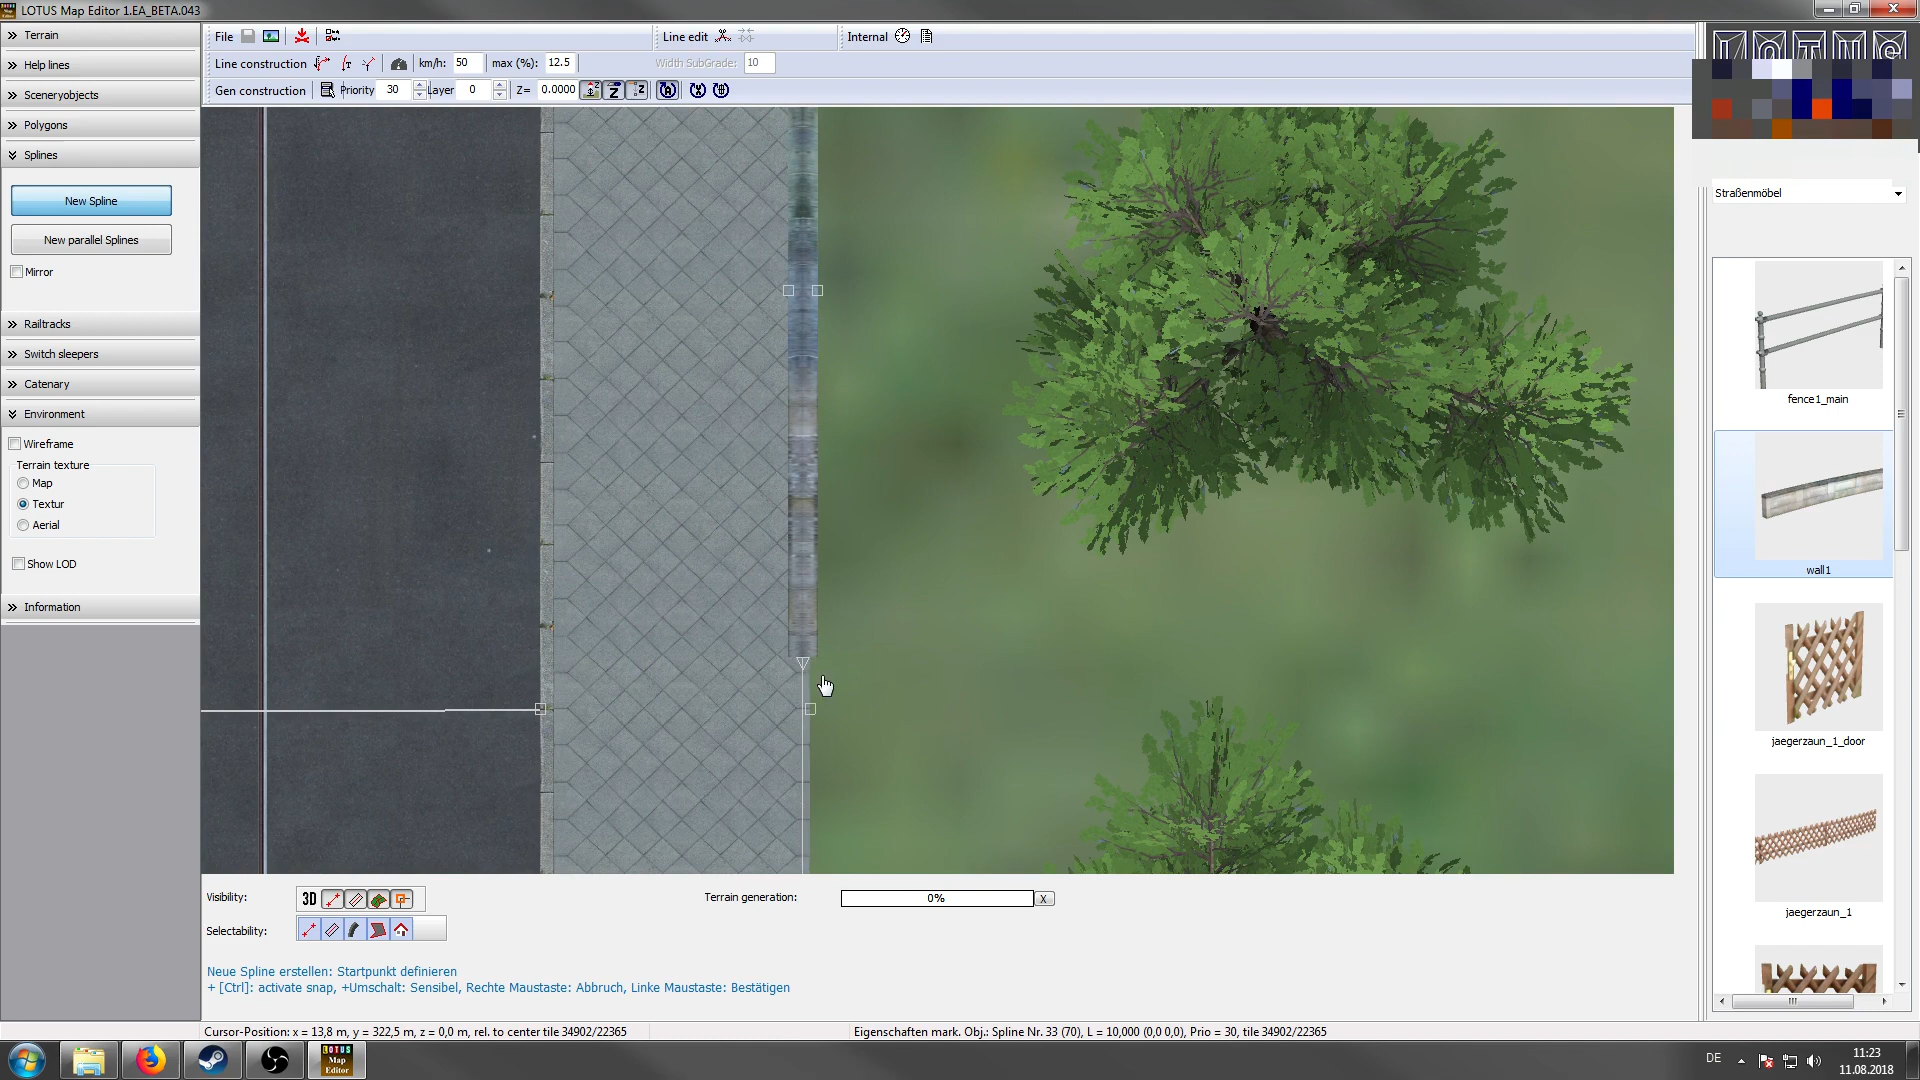 LOTUS Map Editor 1.EA_BETA.043
Terrain
Help lines
Sceneryobjects
Polygons
Splines
New Spline
New parallel Splines
Mirror
Railtracks
Switch sleepers
Catenary
Environment
Wireframe
Terrain texture
Map
Textur
Aerial
Show LOD
Information
File
Line edit
Internal
Line construction
km/h: 50
max (%): 12.5
Width SubGrade: 10
Gen construction
Priority 30
Layer 0
Z= 0.0000
LOTUS
Straßenmöbel
fence1_main
wall1
jaegerzaun_1_door
jaegerzaun_1
Visibility: 3D
Terrain generation: 0% X
Selectability:
Neue Spline erstellen: Startpunkt definieren
+ [Ctrl]: activate snap, +Umschalt: Sensibel, Rechte Maustaste: Abbruch, Linke Maustaste: Bestätigen
Cursor-Position: x = 13,8 m, y = 322,5 m, z = 0,0 m, rel. to center tile 34902/22365
Eigenschaften mark. Obj.: Spline Nr. 33 (70), L = 10,000 (0,0 0,0), Prio = 30, tile 34902/22365
LOTUS
Map
Editor
DE
11:23
11.08.2018